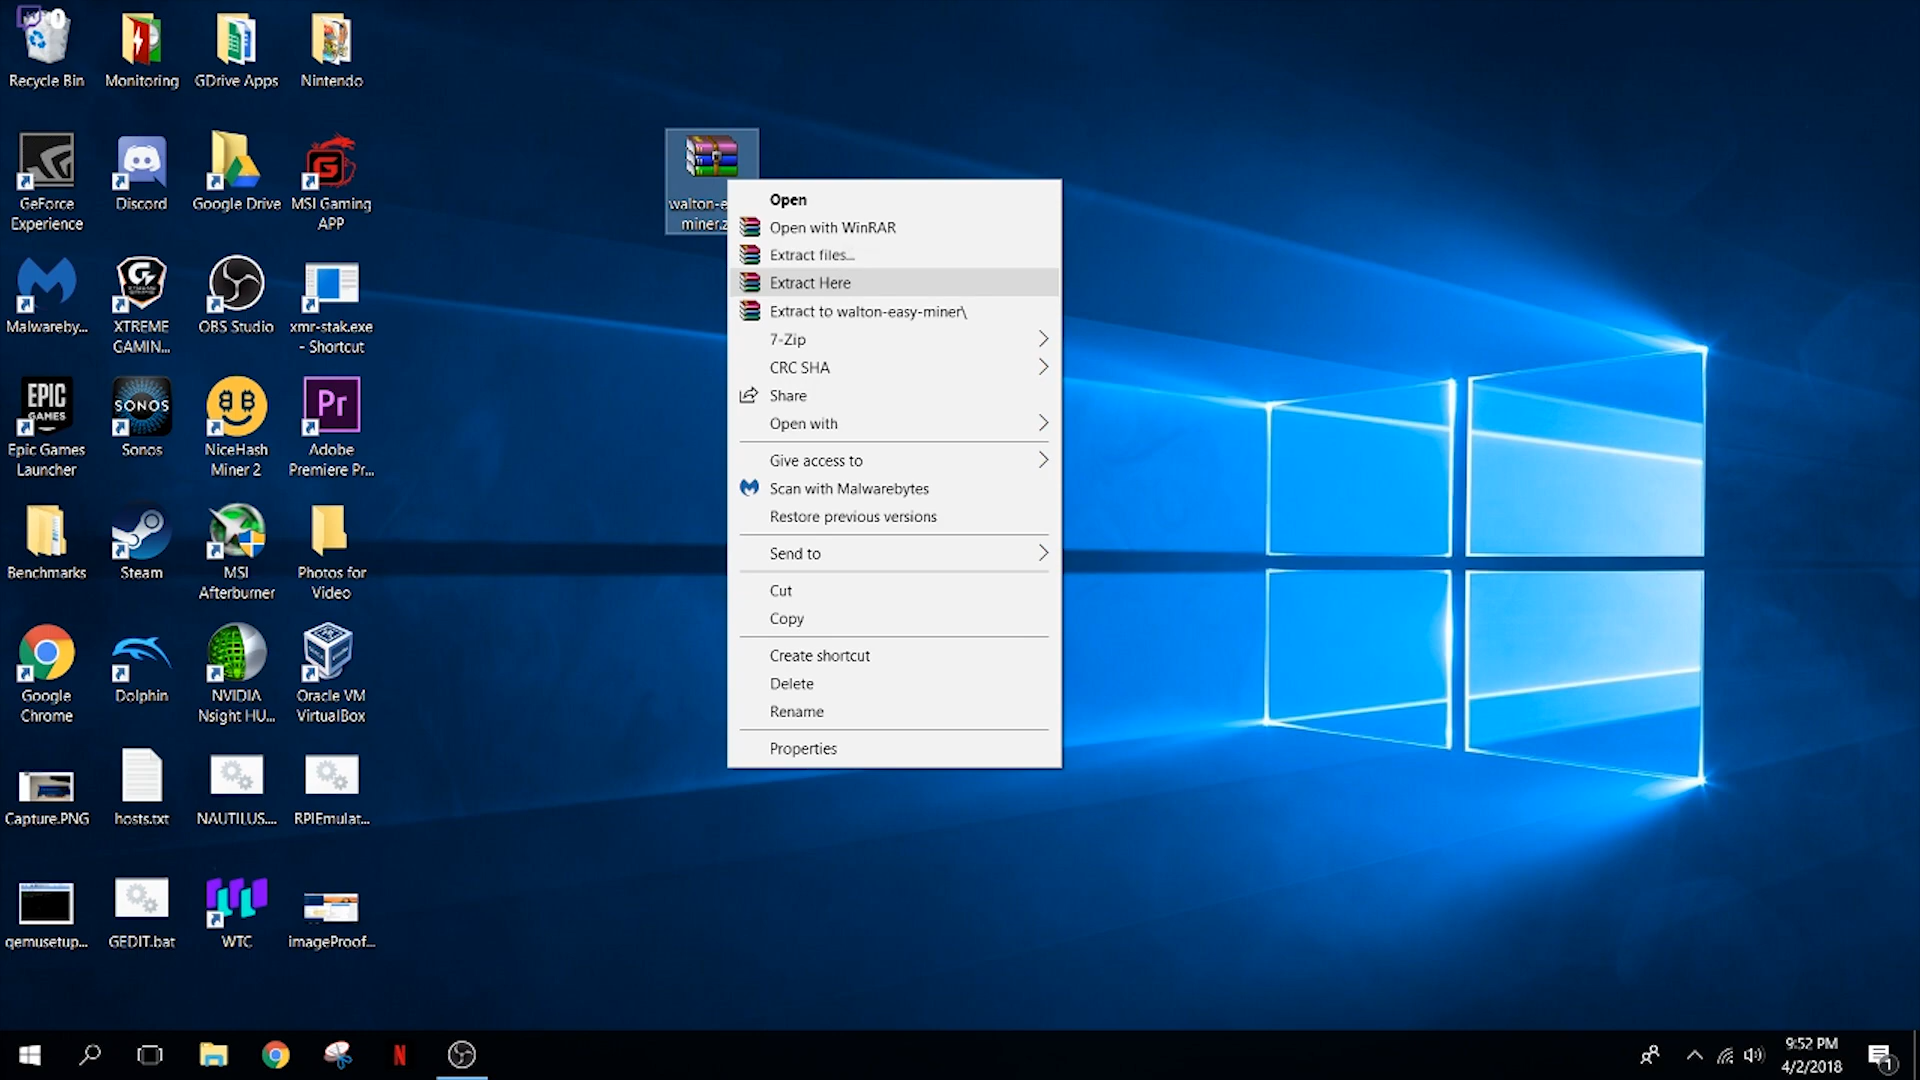 Recycle Bin
Monitoring
GDrive Apps
Nintendo
GeForce
Experience
Discord
Google Drive
MSI Gaming
APP
Malwareby...
XTREME
GAMIN...
OBS Studio
xmr-stak.exe
- Shortcut
EPIC
GAMES
Epic Games
Launcher
SONOS
Sonos
NiceHash
Miner 2
Pr
Adobe
Premiere Pr...
Benchmarks
Steam
MSI
Afterburner
Photos for
Video
Google
Chrome
Dolphin
NVIDIA
Nsight HU...
Oracle VM
VirtualBox
Capture.PNG
hosts.txt
NAUTILUS....
RPIEmulat...
qemusetup...
GEDIT.bat
WTC
imageProof...
walton-e
miner.z
Open
Open with WinRAR
Extract files...
Extract Here
Extract to walton-easy-miner\
7-Zip
CRC SHA
Share
Open with
Give access to
Scan with Malwarebytes
Restore previous versions
Send to
Cut
Copy
Create shortcut
Delete
Rename
Properties
9:52 PM
4/2/2018
1